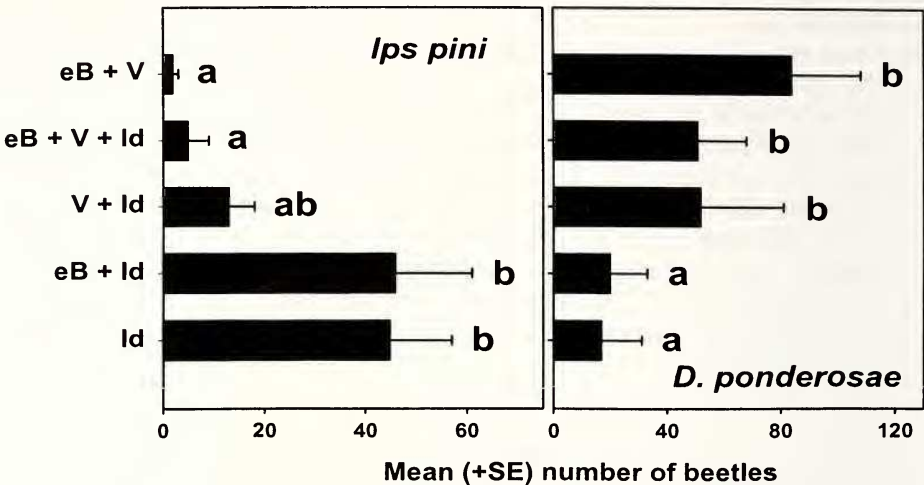 Ips pini
eB + V a b
eB + V + Id a b
V + Id ab b
eB + Id b a
Id b a
D. ponderosae
0 20 40 60 0 40 80 120
Mean (+SE) number of beetles